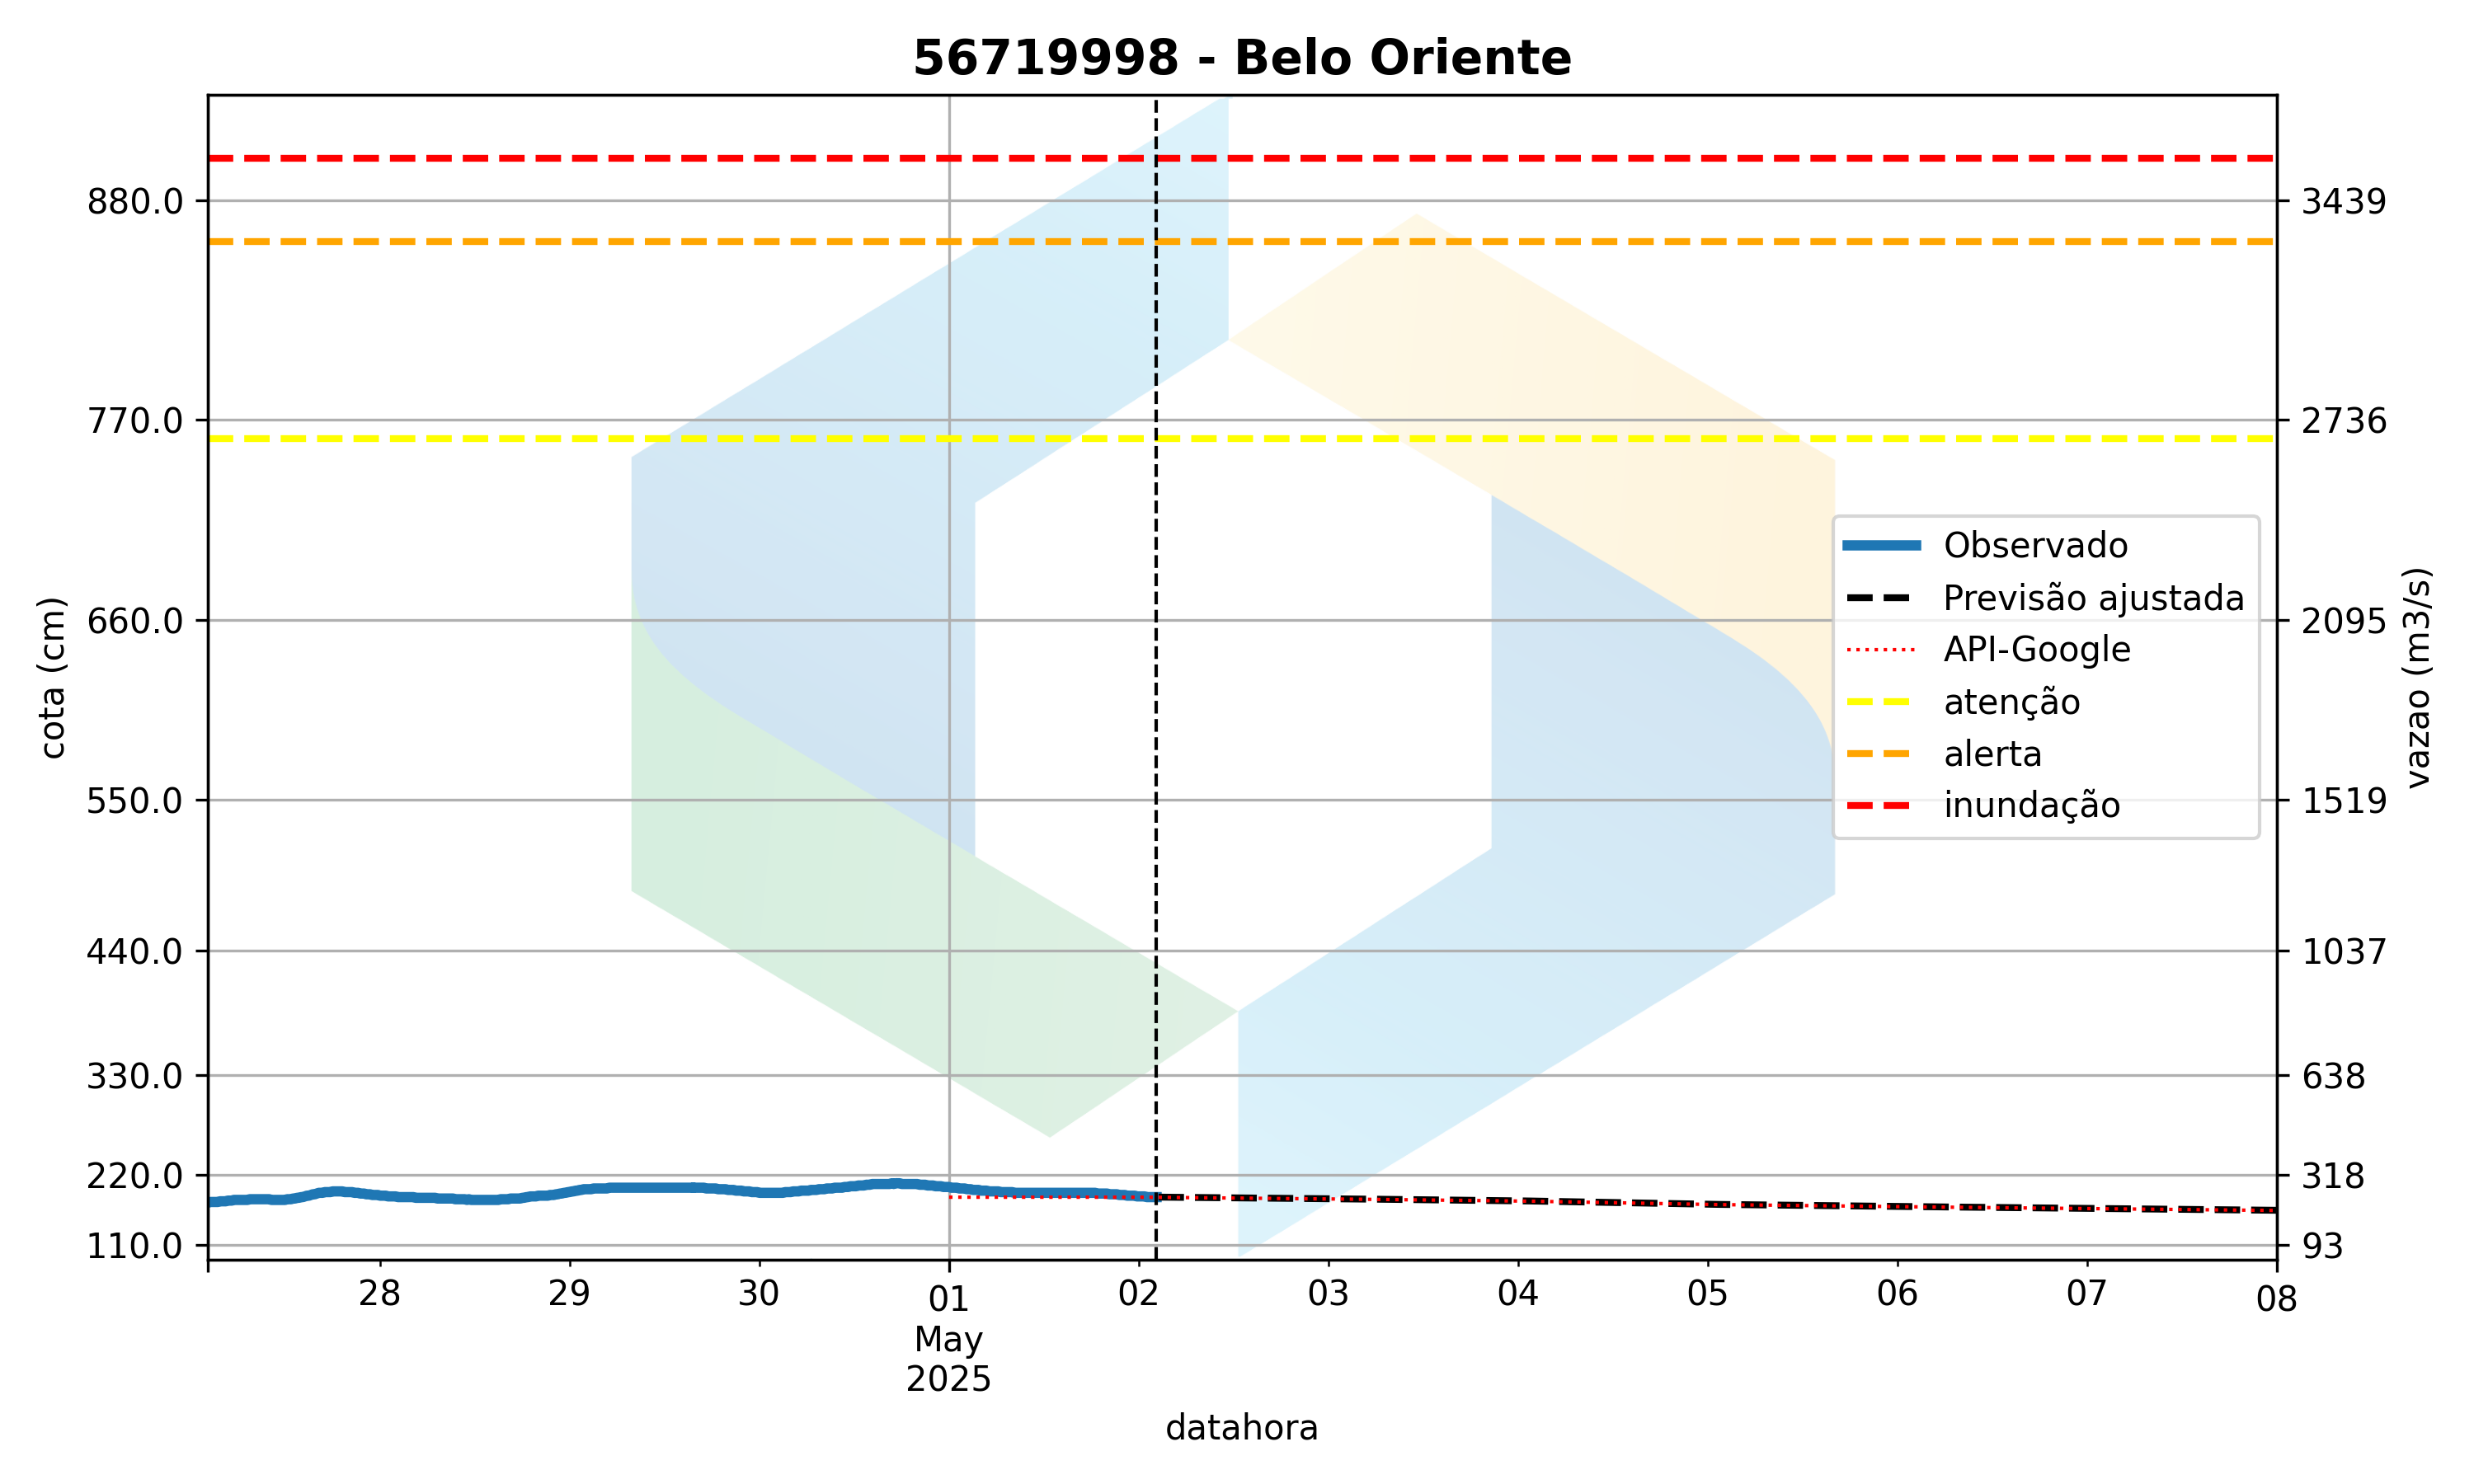 56719998 - Belo Oriente
880.0
770.0
660.0
550.0
440.0
330.0
220.0
110.0
cota (cm)
3439
2736
2095
1519
1037
638
318
93
vazao (m3/s)
Observado
Previsão ajustada
API-Google
atenção
alerta
inundação
28
29
30
01
May
2025
02
03
04
05
06
07
08
datahora